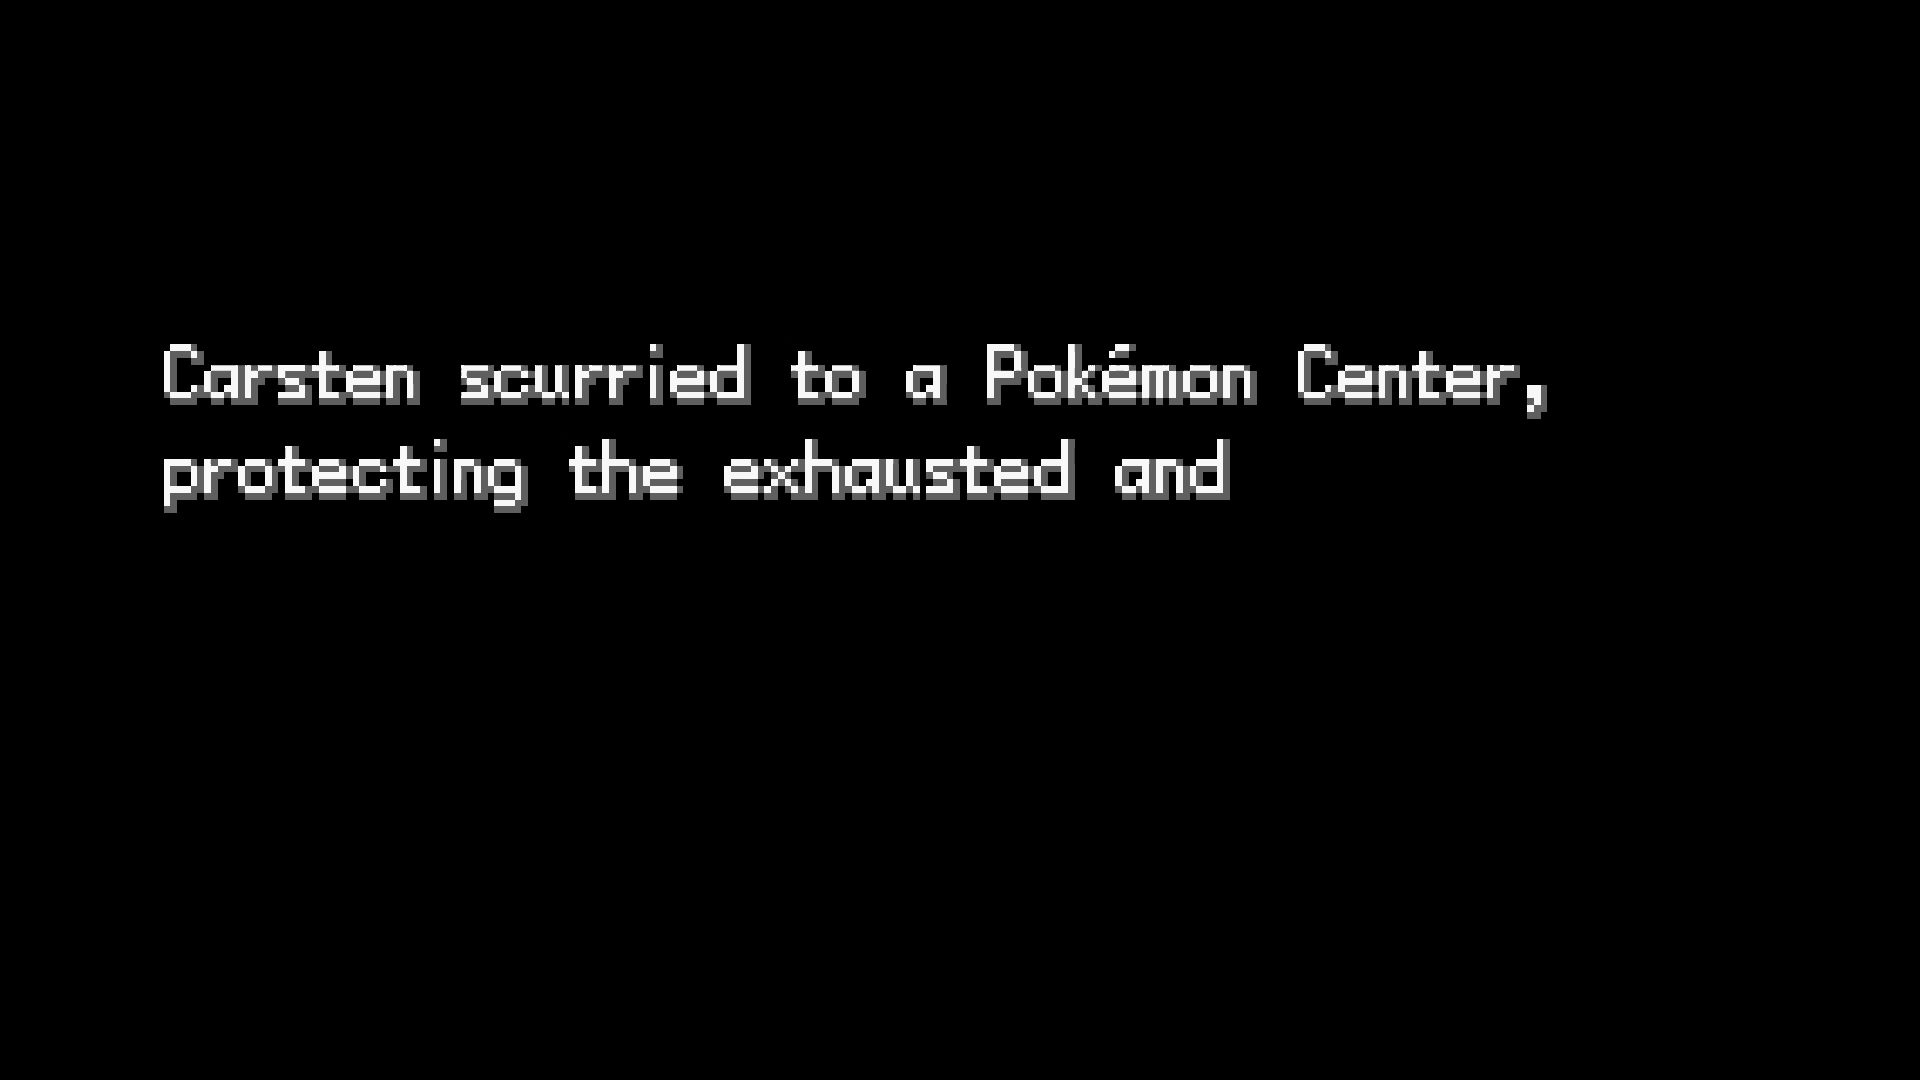 Carsten scurried to a Pokémon Center,
protecting the exhausted and